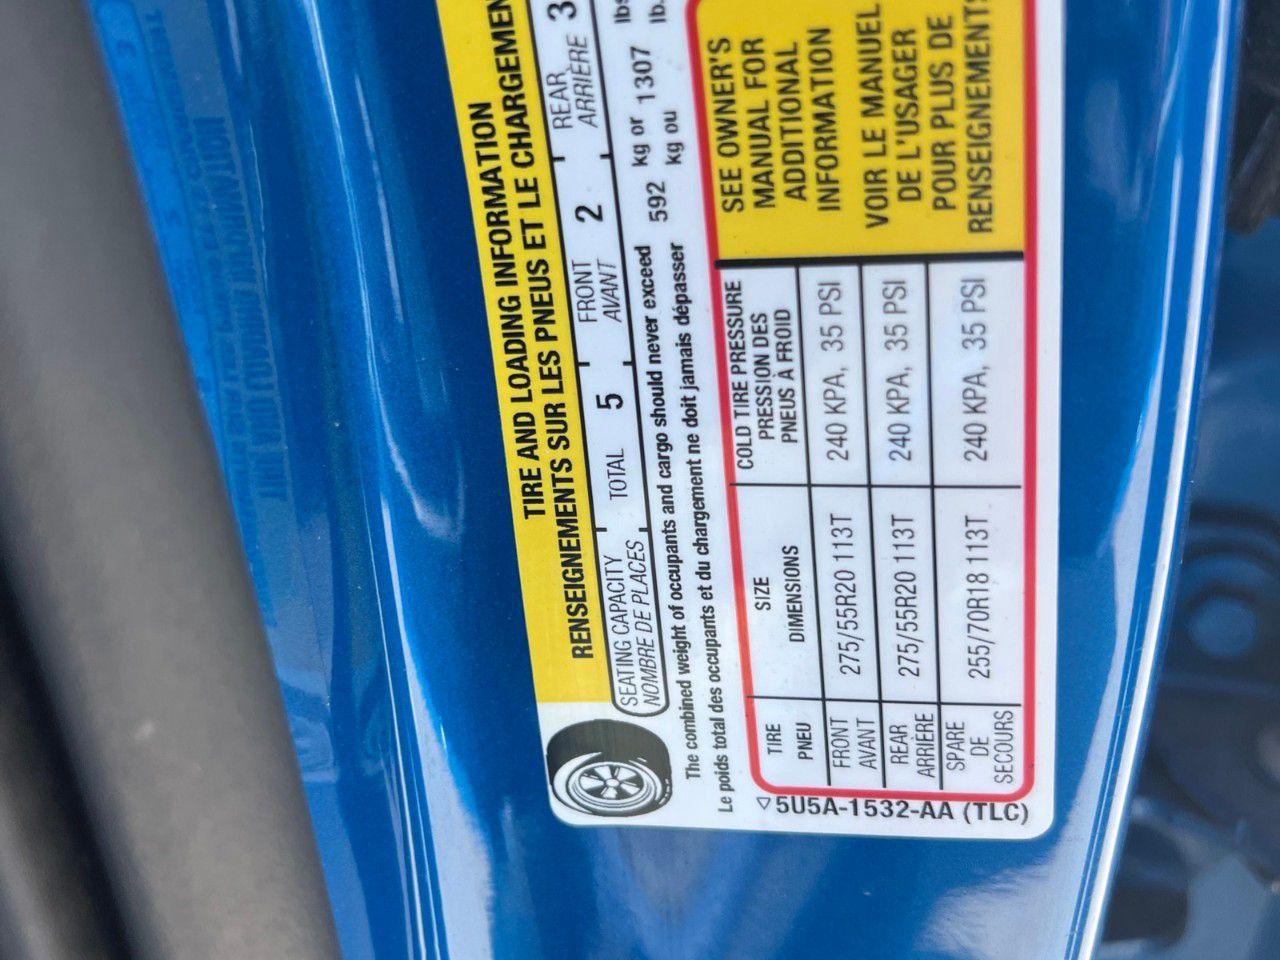 TIRE AND LOADING INFORMATION
RENSEIGNEMENTS SUR LES PNEUS ET LE CHARGEMENT
SEATING CAPACITY TOTAL 5 FRONT 2 REAR 3
NOMBRE DE PLACES AVANT ARRIÈRE
The combined weight of occupants and cargo should never exceed 592 kg or 1307 lbs
Le poids total des occupants et du chargement ne doit jamais dépasser kg ou lb.
TIRE SIZE COLD TIRE PRESSURE
PNEU DIMENSIONS PRESSION DES
PNEUS À FROID
FRONT 275/55R20 113T 240 KPA, 35 PSI
AVANT
REAR 275/55R20 113T 240 KPA, 35 PSI
ARRIÈRE
SPARE 255/70R18 113T 240 KPA, 35 PSI
DE
SECOURS
SEE OWNER'S
MANUAL FOR
ADDITIONAL
INFORMATION
VOIR LE MANUEL
DE L'USAGER
POUR PLUS DE
RENSEIGNEMENTS
5U5A-1532-AA (TLC)